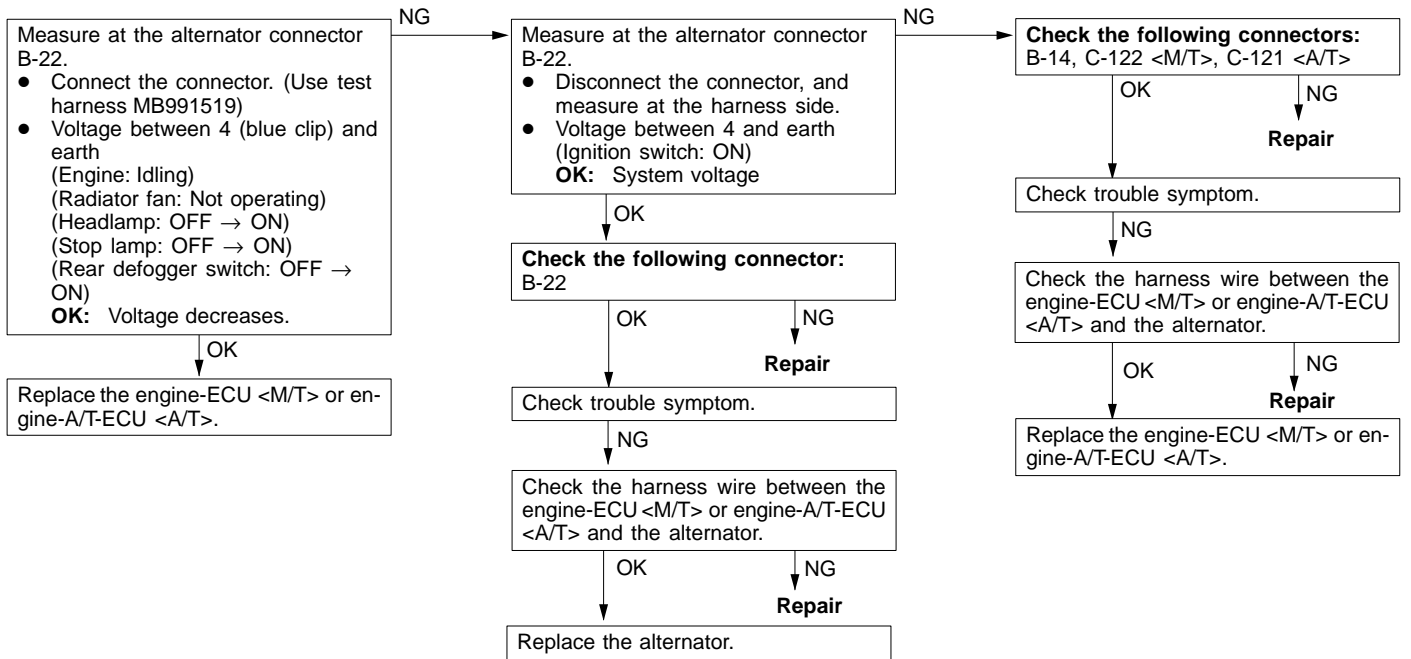 NG
Measure at the alternator connector
B-22.
● Connect the connector. (Use test
harness MB991519)
● Voltage between 4 (blue clip) and
earth
(Engine: Idling)
(Radiator fan: Not operating)
(Headlamp: OFF → ON)
(Stop lamp: OFF → ON)
(Rear defogger switch: OFF →
ON)
OK: Voltage decreases.
OK
Replace the engine-ECU <M/T> or en-
gine-A/T-ECU <A/T>.
NG
Measure at the alternator connector
B-22.
● Disconnect the connector, and
measure at the harness side.
● Voltage between 4 and earth
(Ignition switch: ON)
OK: System voltage
OK
Check the following connector:
B-22
OK
NG
Repair
Check trouble symptom.
NG
Check the harness wire between the
engine-ECU <M/T> or engine-A/T-ECU
<A/T> and the alternator.
OK
NG
Repair
Replace the alternator.
Check the following connectors:
B-14, C-122 <M/T>, C-121 <A/T>
OK
NG
Repair
Check trouble symptom.
NG
Check the harness wire between the
engine-ECU <M/T> or engine-A/T-ECU
<A/T> and the alternator.
OK
NG
Repair
Replace the engine-ECU <M/T> or en-
gine-A/T-ECU <A/T>.